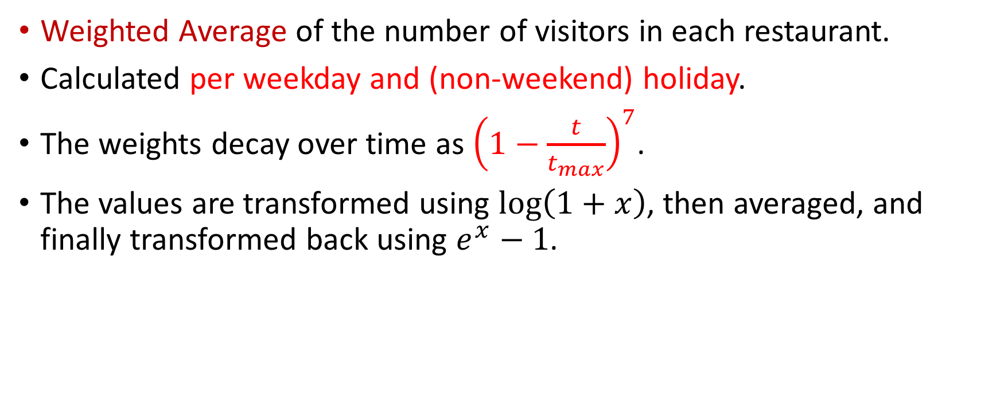 • Weighted Average of the number of visitors in each restaurant.
• Calculated per weekday and (non-weekend) holiday.
• The weights decay over time as $\left(1 - \frac{t}{t_{max}}\right)^7$.
• The values are transformed using log(1 + x), then averaged, and
finally transformed back using $e^x - 1$.